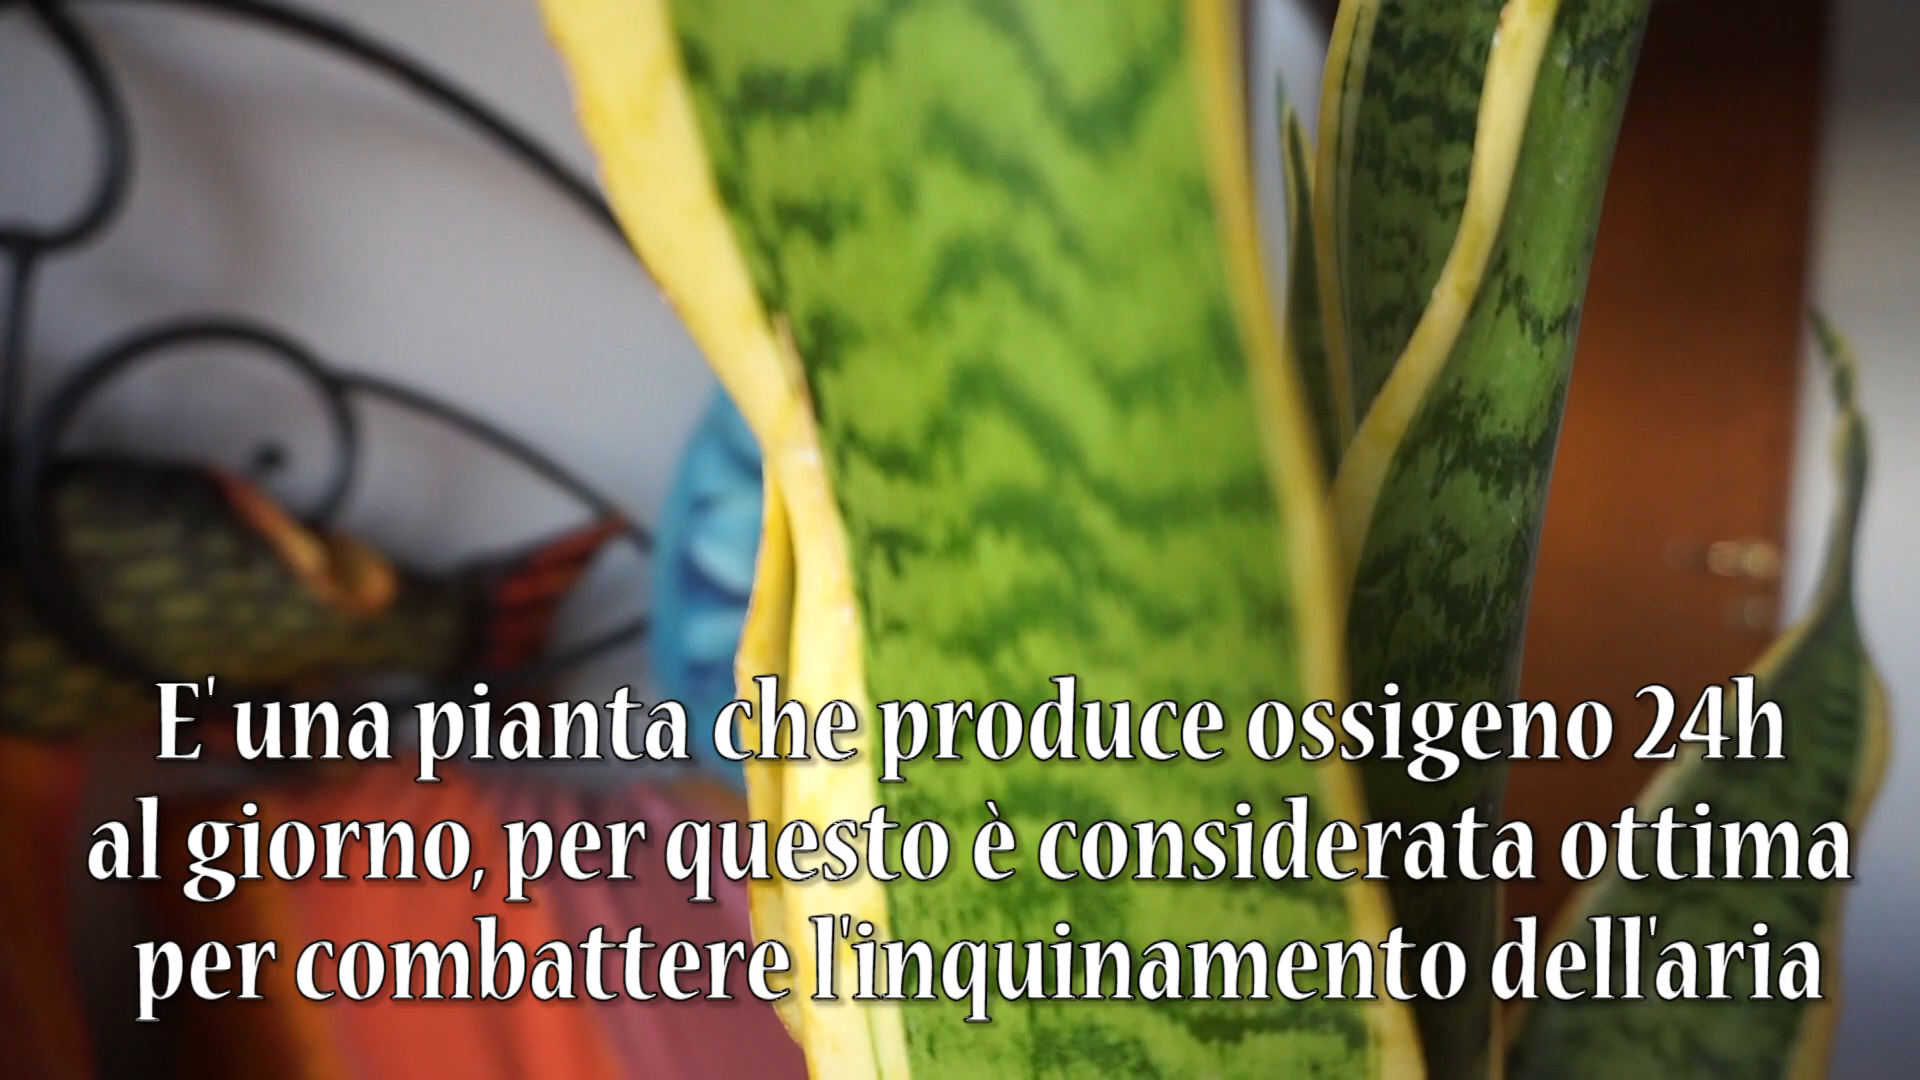 E' una pianta che produce ossigeno 24h
al giorno, per questo è considerata ottima
per combattere l'inquinamento dell'aria